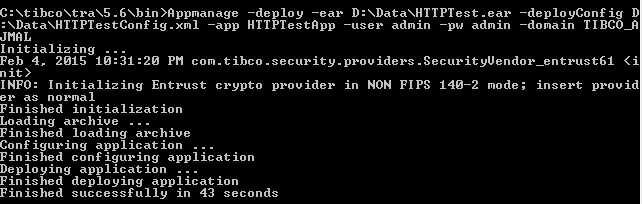 C:\tibco\tra\5.6\bin>Appmanage -deploy -ear D:\Data\HTTPTest.ear -deployConfig D
:\Data\HTTPTestConfig.xml -app HTTPTestApp -user admin -pw admin -domain TIBCO_A
JMAL
Initializing ...
Feb 4, 2015 10:31:20 PM com.tibco.security.providers.SecurityVendor_entrust61 <i
nit>
INFO: Initializing Entrust crypto provider in NON FIPS 140-2 mode; insert provid
er as normal
Finished initialization
Loading archive ...
Finished loading archive
Configuring application ...
Finished configuring application
Deploying application ...
Finished deploying application
Finished successfully in 43 seconds